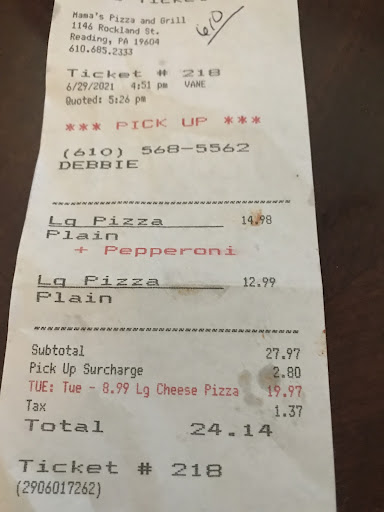 Mama's Pizza and Grill
1146 Rockland St.
Reading, PA 19604
610.685.2333
610
Ticket # 218
6/29/2021 4:51 pm VANE
Quoted: 5:26 pm
*** PICK UP ***
(610) 568-5562
DEBBIE
Lg Pizza 14.98
Plain
+ Pepperoni
Lg Pizza 12.99
Plain
Subtotal 27.97
Pick Up Surcharge 2.80
TUE: Tue - 8.99 Lg Cheese Pizza 19.97
Tax 1.37
Total 24.14
Ticket # 218
(2906017262)